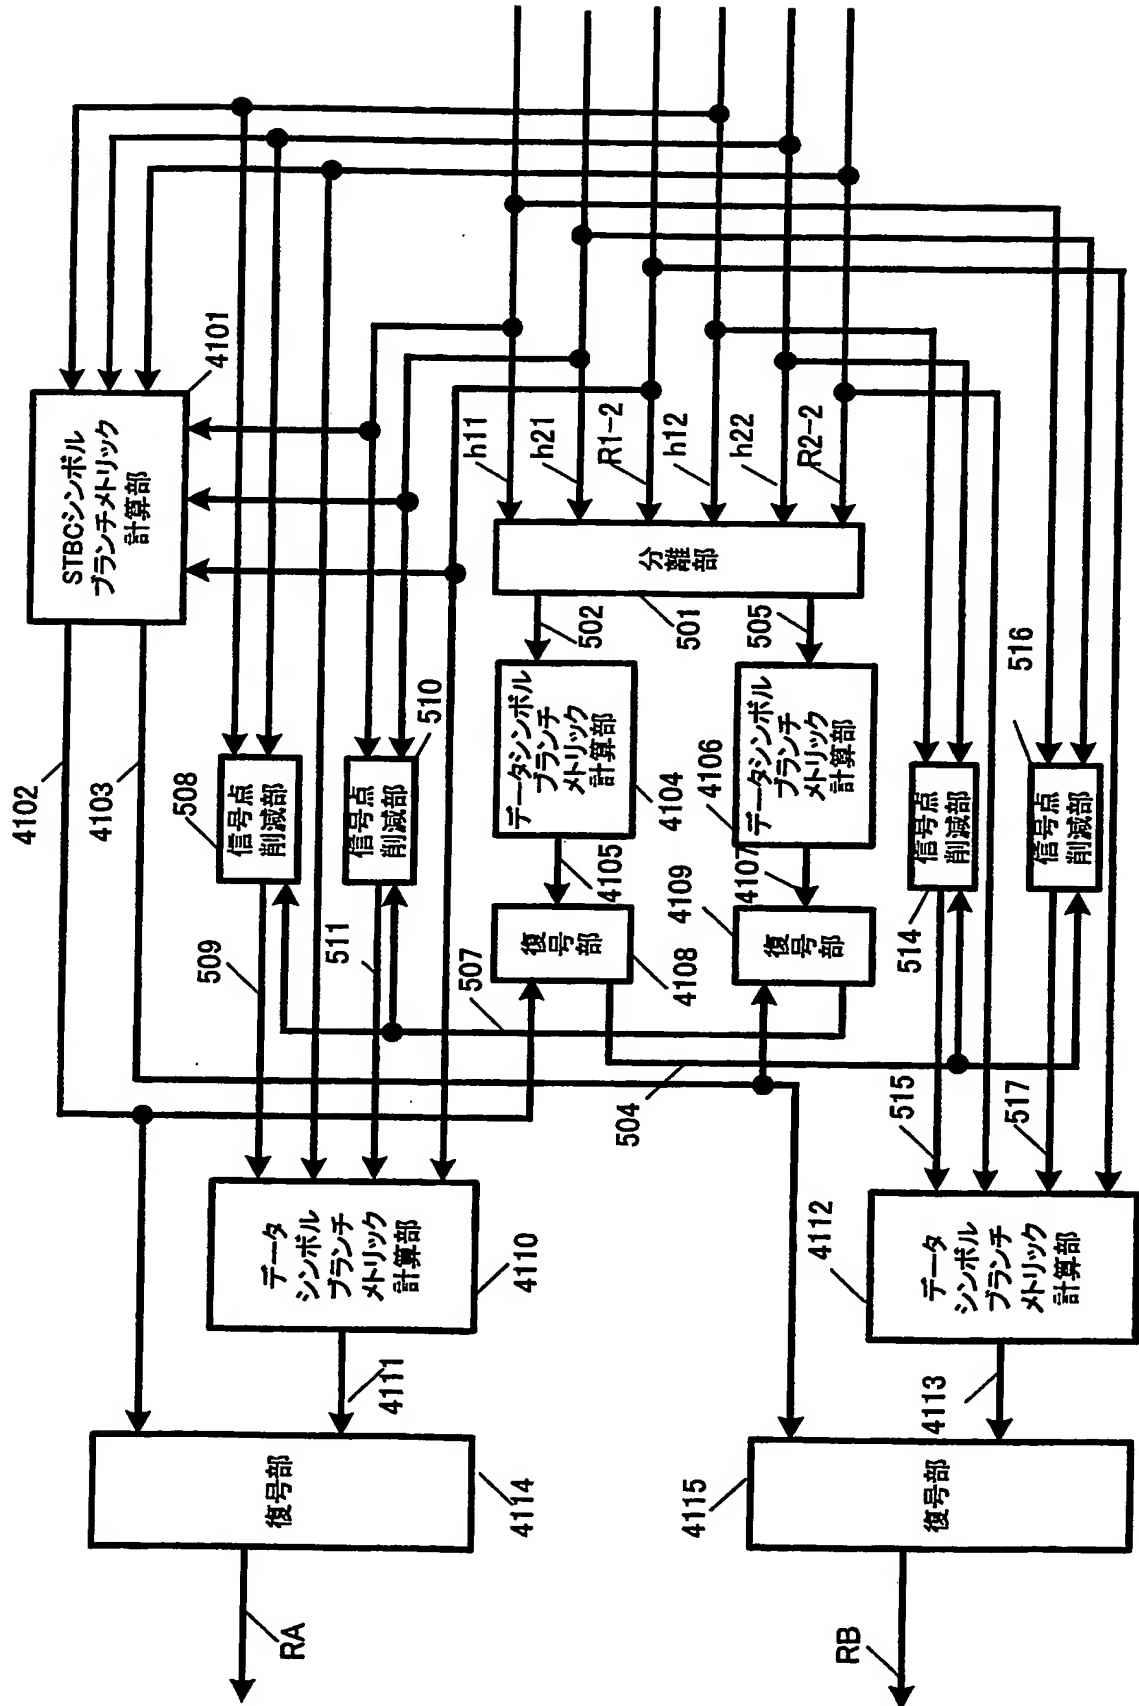 h11
h21
R1-2
h12
h22
R2-2
4101
STBCシンボル
ブランチメトリック
計算部
4102
4103
508
信号点
削減部
509
510
信号点
削減部
511
分離部
501
502
505
データシンボル
ブランチ
メトリック
計算部
4104
4105
データシンボル
ブランチ
メトリック
計算部
4106
4107
復号部
4108
4109
復号部
507
504
514
信号点
削減部
515
516
信号点
削減部
517
データ
シンボル
ブランチ
メトリック
計算部
4110
4111
データ
シンボル
ブランチ
メトリック
計算部
4112
4113
復号部
4114
復号部
4115
RA
RB